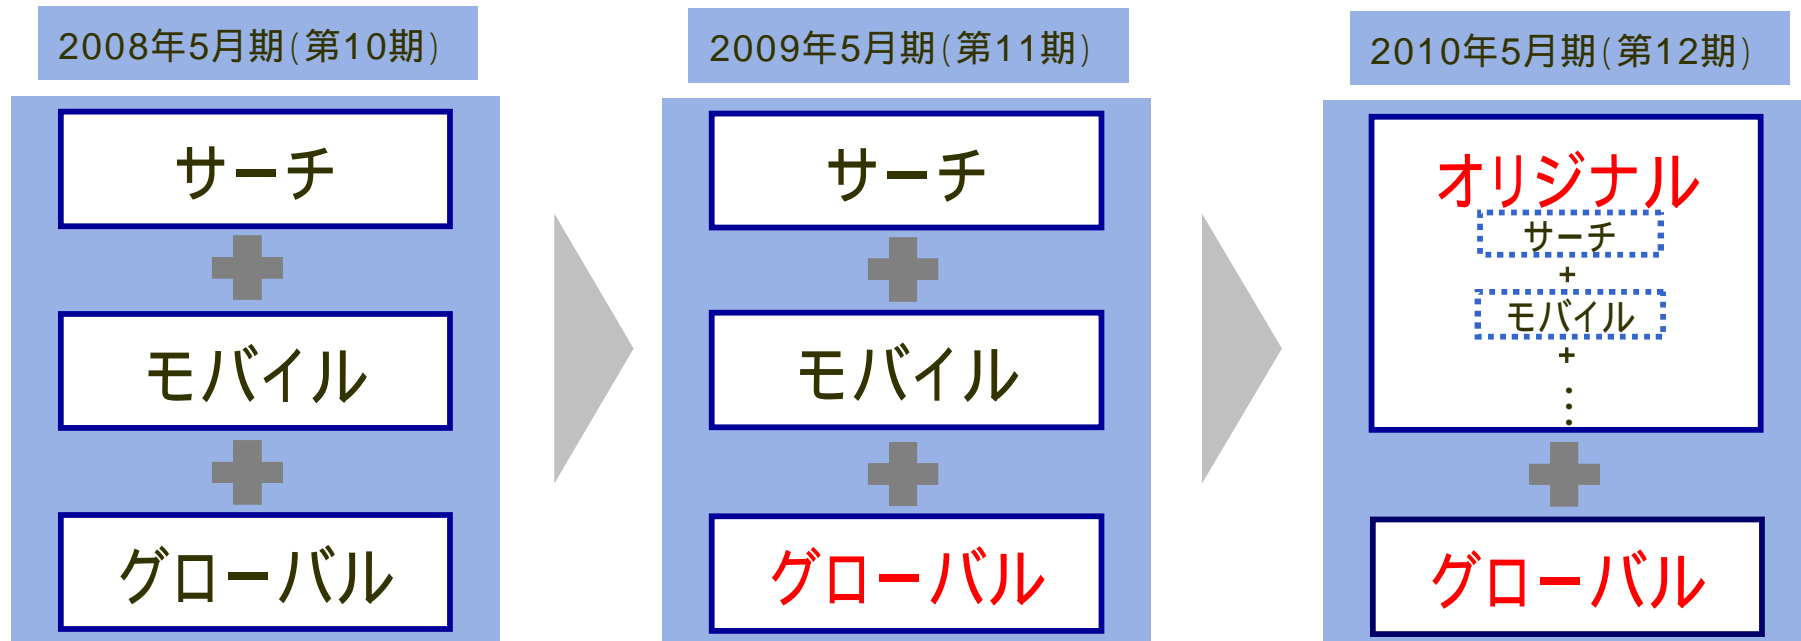 2008年5月期(第10期)
サーチ
モバイル
グローバル
2009年5月期(第11期)
サーチ
モバイル
グローバル
2010年5月期(第12期)
オリジナル
サーチ
+
モバイル
+
⋮
グローバル